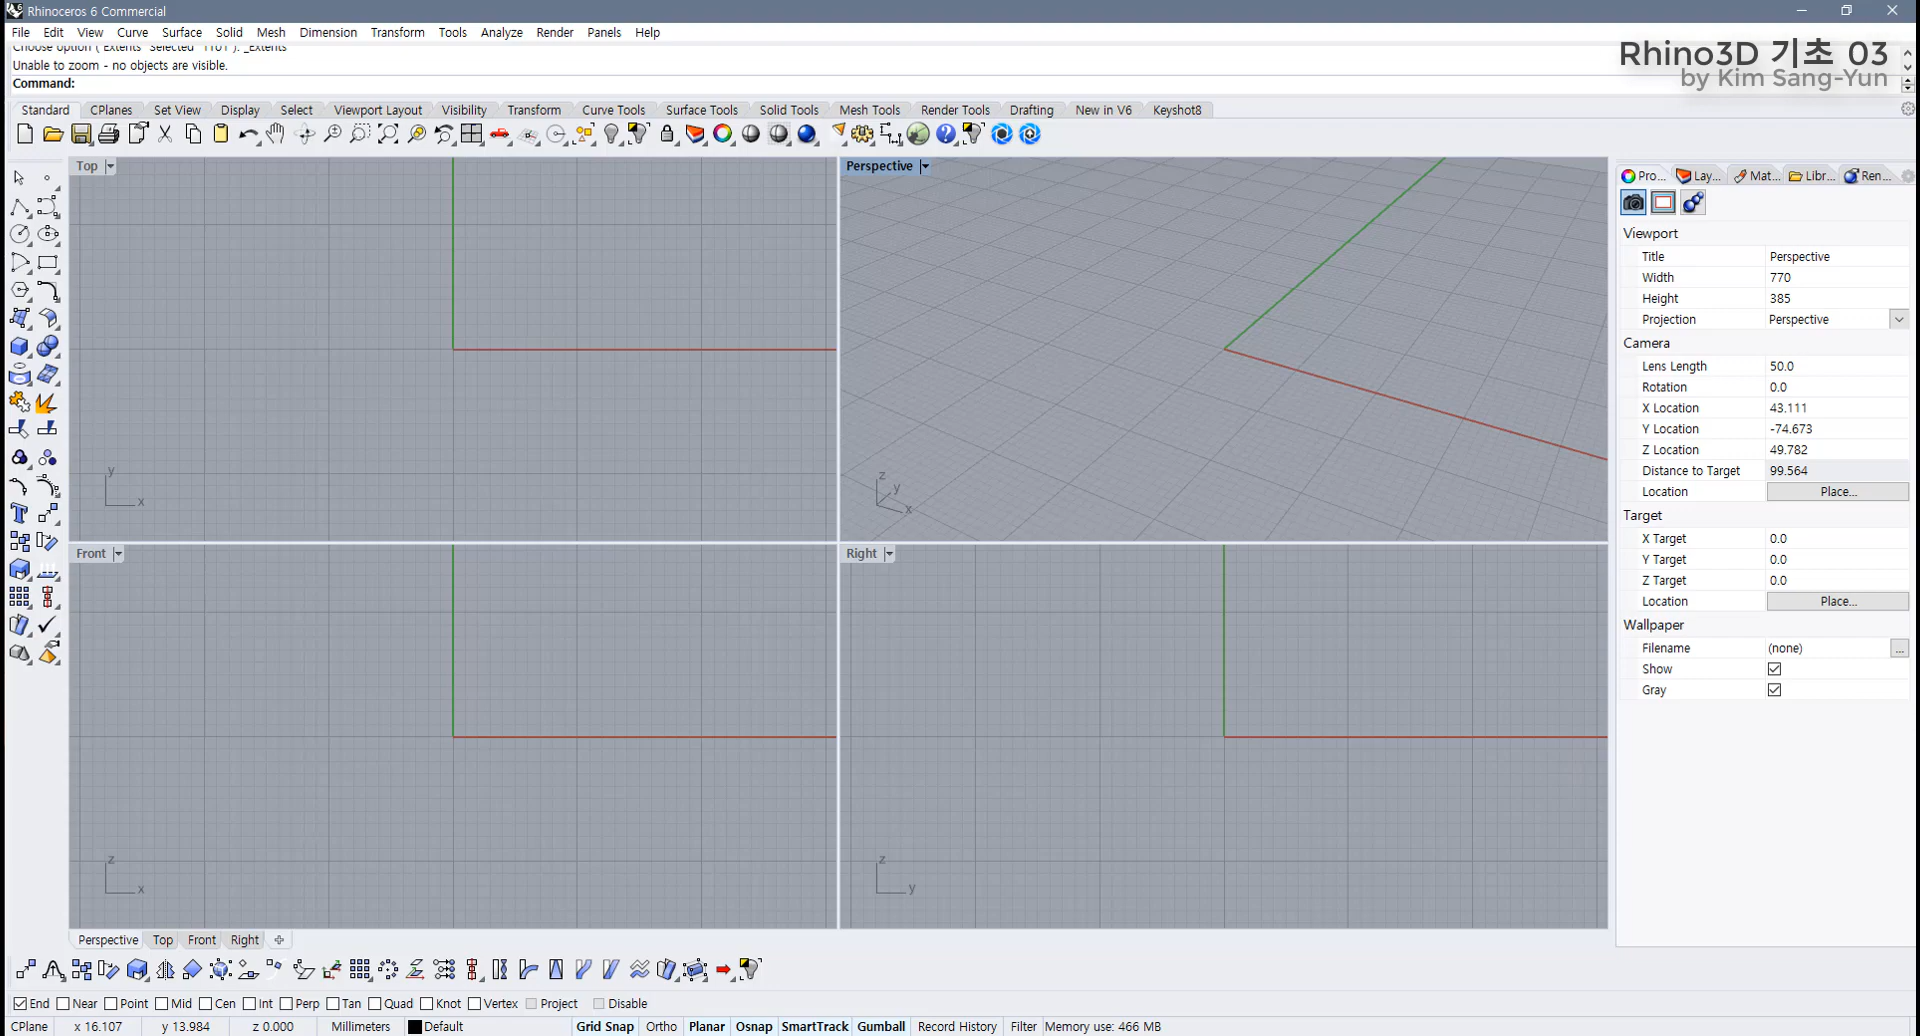 Rhinoceros 6 Commercial
File Edit View Curve Surface Solid Mesh Dimension Transform Tools Analyze Render Panels Help
Unable to zoom - no objects are visible.
Command:
Rhino3D 기초 03
by Kim Sang-Yun
Standard CPlanes Set View Display Select Viewport Layout Visibility Transform Curve Tools Surface Tools Solid Tools Mesh Tools Render Tools Drafting New in V6 Keyshot8
Top
Perspective
Pro... Lay... Mat... Libr... Ren...
Viewport
Title Perspective
Width 770
Height 385
Projection Perspective
Camera
Lens Length 50.0
Rotation 0.0
X Location 43.111
Y Location -74.673
Z Location 49.782
Distance to Target 99.564
Location Place...
Target
X Target 0.0
Y Target 0.0
Z Target 0.0
Location Place...
Wallpaper
Filename (none) ...
Show
Gray
y
x
z
y
x
Front
Right
z
x
z
y
Perspective Top Front Right
End Near Point Mid Cen Int Perp Tan Quad Knot Vertex Project Disable
CPlane x 16.107 y 13.984 z 0.000 Millimeters Default Grid Snap Ortho Planar Osnap SmartTrack Gumball Record History Filter Memory use: 466 MB